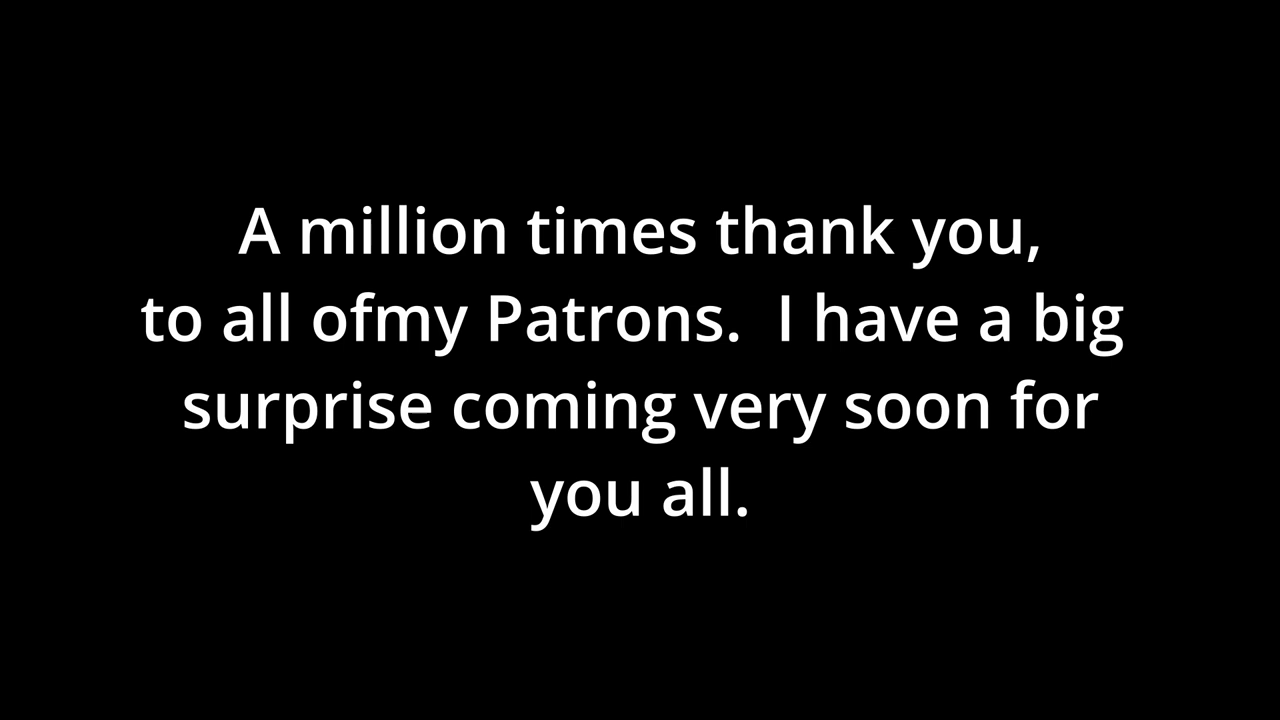 A million times thank you,
to all ofmy Patrons.  I have a big
surprise coming very soon for
you all.